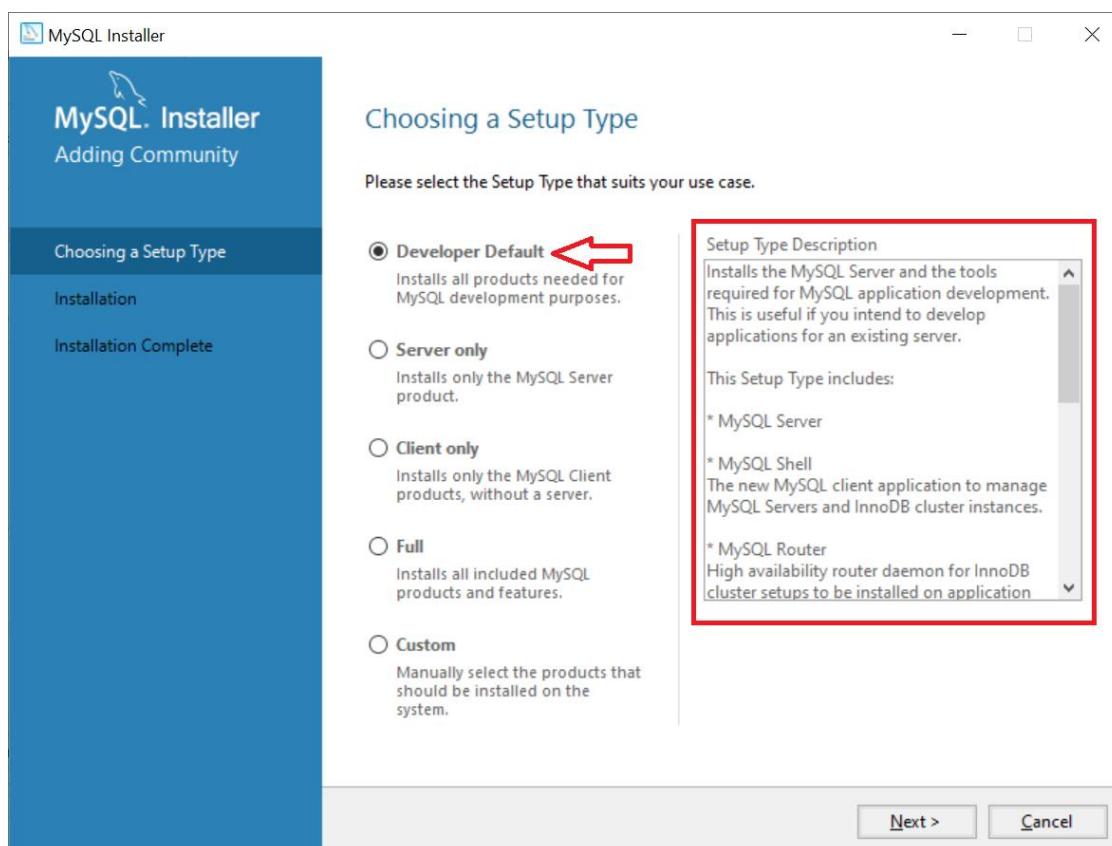 MySQL Installer
MySQL. Installer
Adding Community
Choosing a Setup Type
Installation
Installation Complete
Choosing a Setup Type
Please select the Setup Type that suits your use case.
Developer Default
Installs all products needed for
MySQL development purposes.
Server only
Installs only the MySQL Server
product.
Client only
Installs only the MySQL Client
products, without a server.
Full
Installs all included MySQL
products and features.
Custom
Manually select the products that
should be installed on the
system.
Setup Type Description
Installs the MySQL Server and the tools
required for MySQL application development.
This is useful if you intend to develop
applications for an existing server.
This Setup Type includes:
* MySQL Server
* MySQL Shell
The new MySQL client application to manage
MySQL Servers and InnoDB cluster instances.
* MySQL Router
High availability router daemon for InnoDB
cluster setups to be installed on application
Next >
Cancel